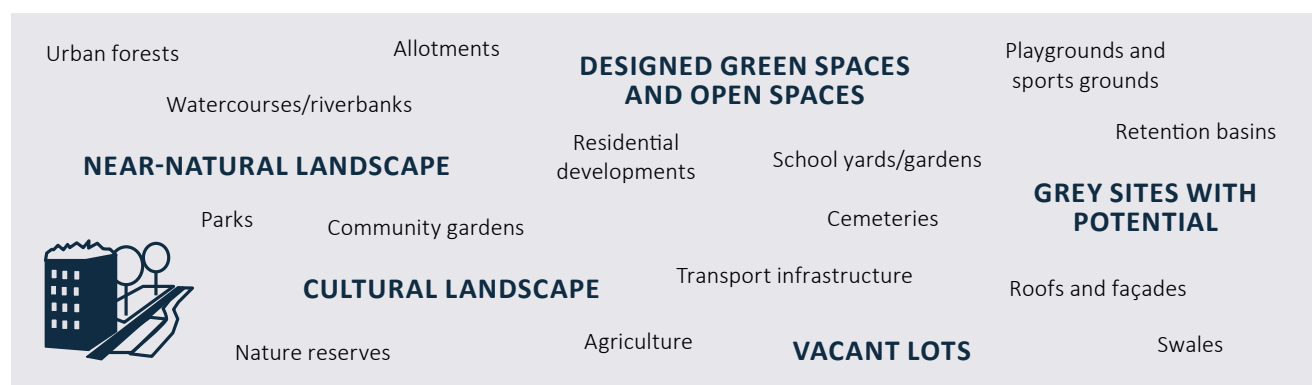 Urban forests
Allotments
DESIGNED GREEN SPACES
AND OPEN SPACES
Playgrounds and
sports grounds
Watercourses/riverbanks
Retention basins
Residential
developments
School yards/gardens
NEAR-NATURAL LANDSCAPE
GREY SITES WITH
POTENTIAL
Parks
Community gardens
Cemeteries
CULTURAL LANDSCAPE
Transport infrastructure
Roofs and façades
Nature reserves
Agriculture
VACANT LOTS
Swales